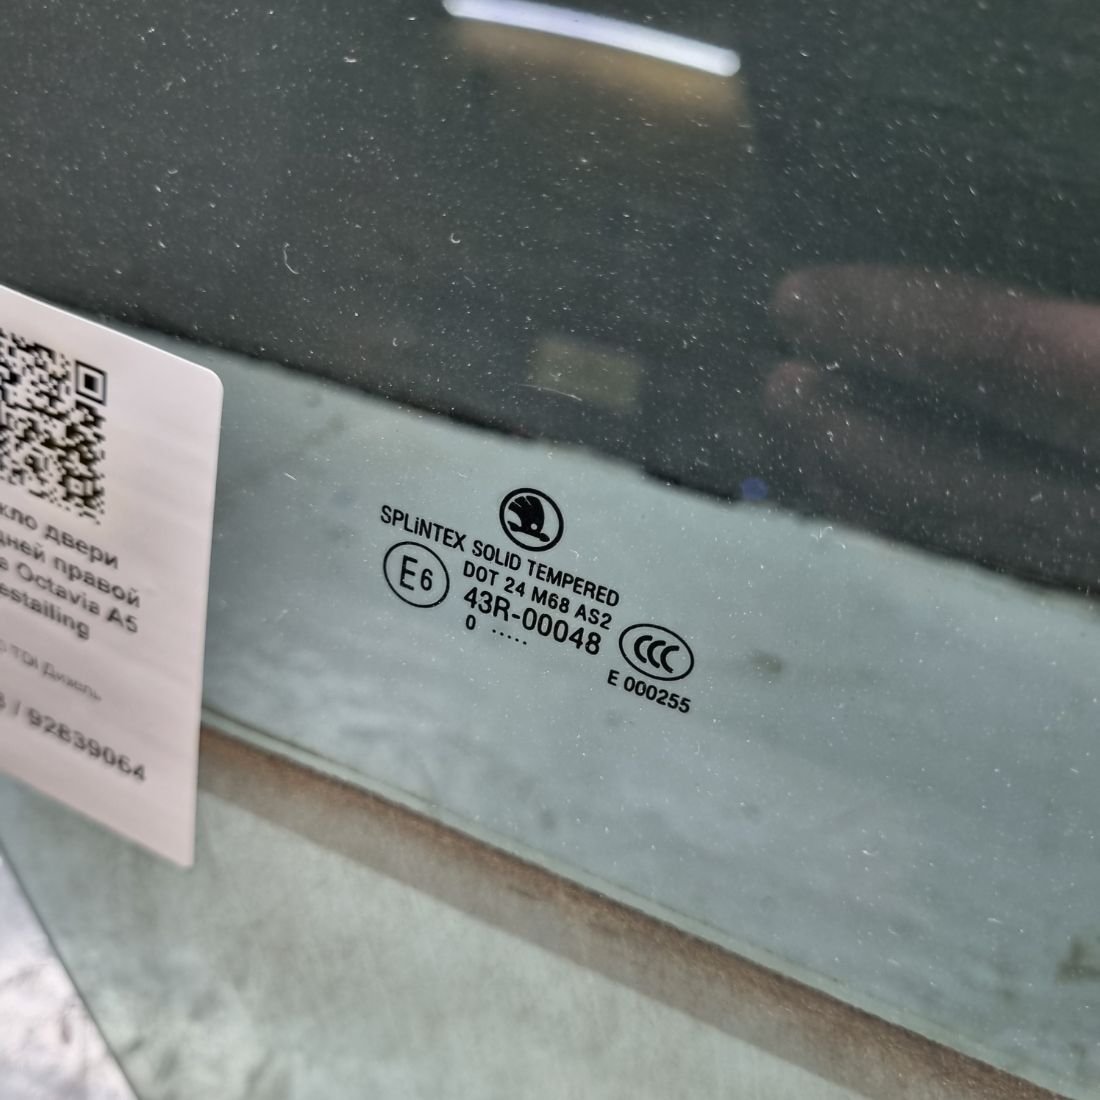 кло двери
дней правой
Octavia A5
estailing
TDI Дизель
/ 92839064
SPLiNTEX SOLID TEMPERED
DOT 24 M68 AS2
E6
43R-00048
0 .....
CCC
E 000255